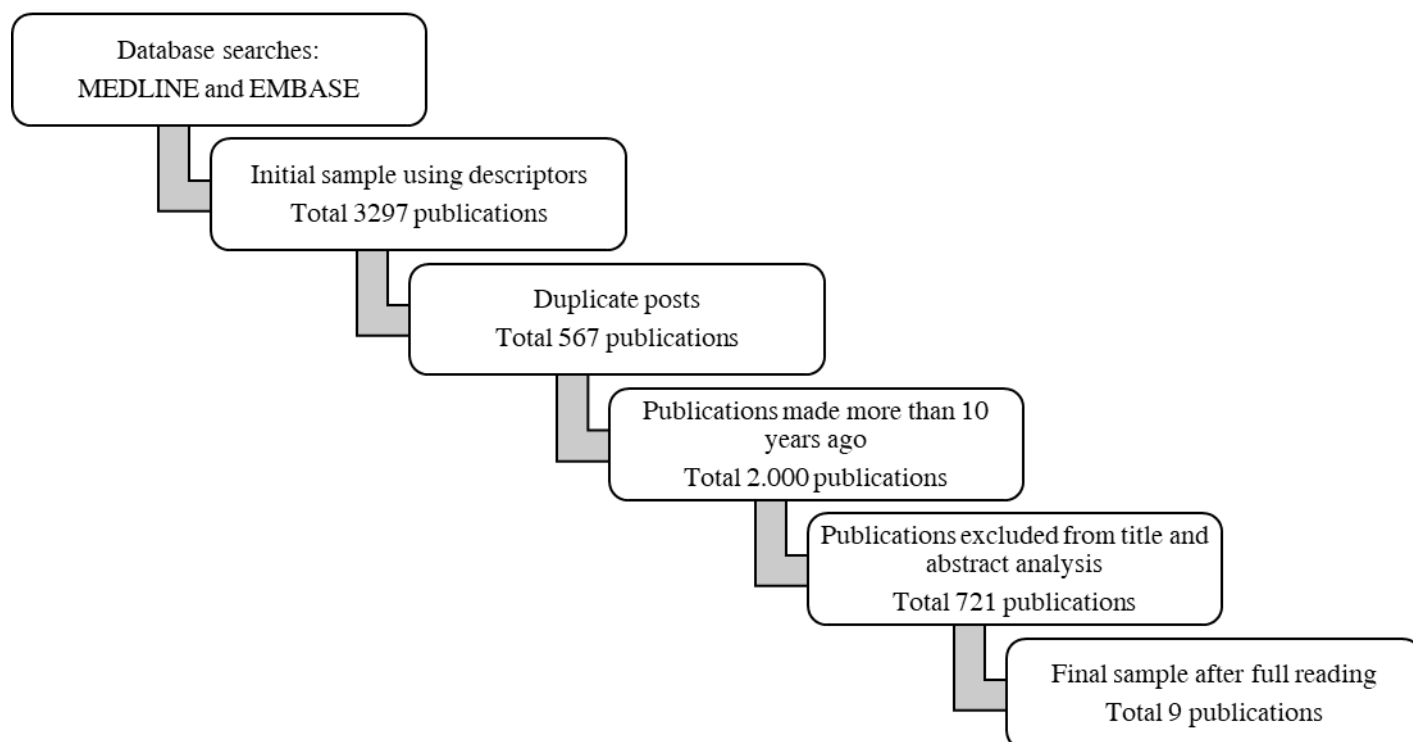 Database searches:
MEDLINE and EMBASE
Initial sample using descriptors
Total 3297 publications
Duplicate posts
Total 567 publications
Publications made more than 10
years ago
Total 2.000 publications
Publications excluded from title and
abstract analysis
Total 721 publications
Final sample after full reading
Total 9 publications